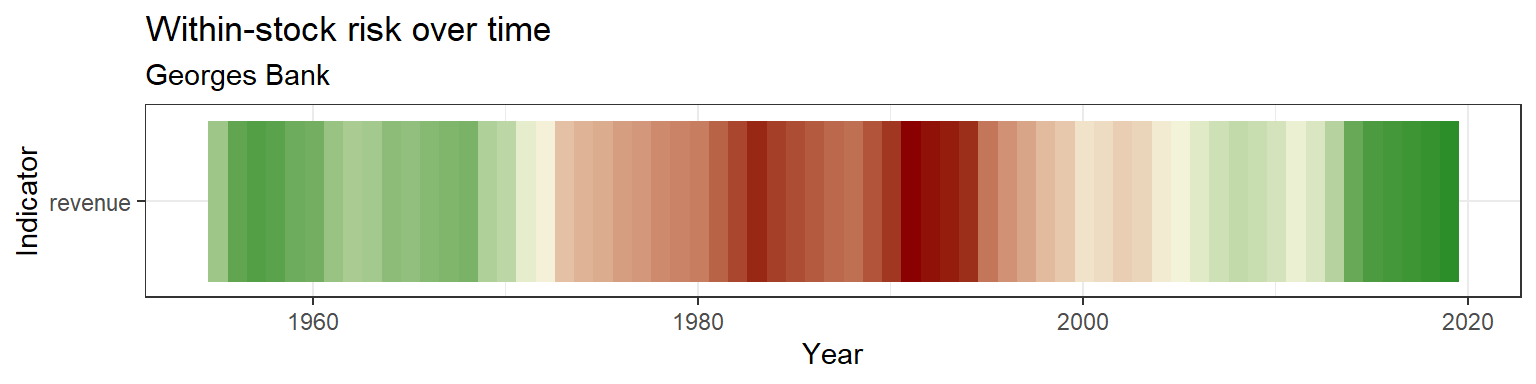 Within-stock risk over time
Georges Bank
Indicator
revenue
1960 1980 2000 2020
Year